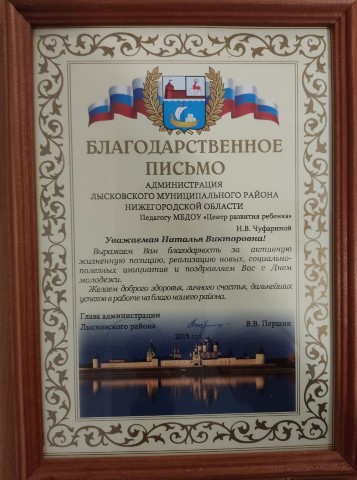 БЛАГОДАРСТВЕННОЕ
ПИСЬМО
АДМИНИСТРАЦИЯ
ЛЫСКОВСКОГО МУНИЦИПАЛЬНОГО РАЙОНА
НИЖЕГОРОДСКОЙ ОБЛАСТИ
Педагогу МБДОУ «Центр развития ребенка»
Н.В. Чуфариной
Уважаемая Наталья Викторовна!
Выражаем Вам благодарность за активную
жизненную позицию, реализацию новых, социально-
полезных инициатив и поздравляем Вас с Днем
молодежи.
Желаем доброго здоровья, личного счастья, дальнейших
успехов в работе на благо нашего района.
Глава администрации
Лысковского района В.В. Першин
2015 год